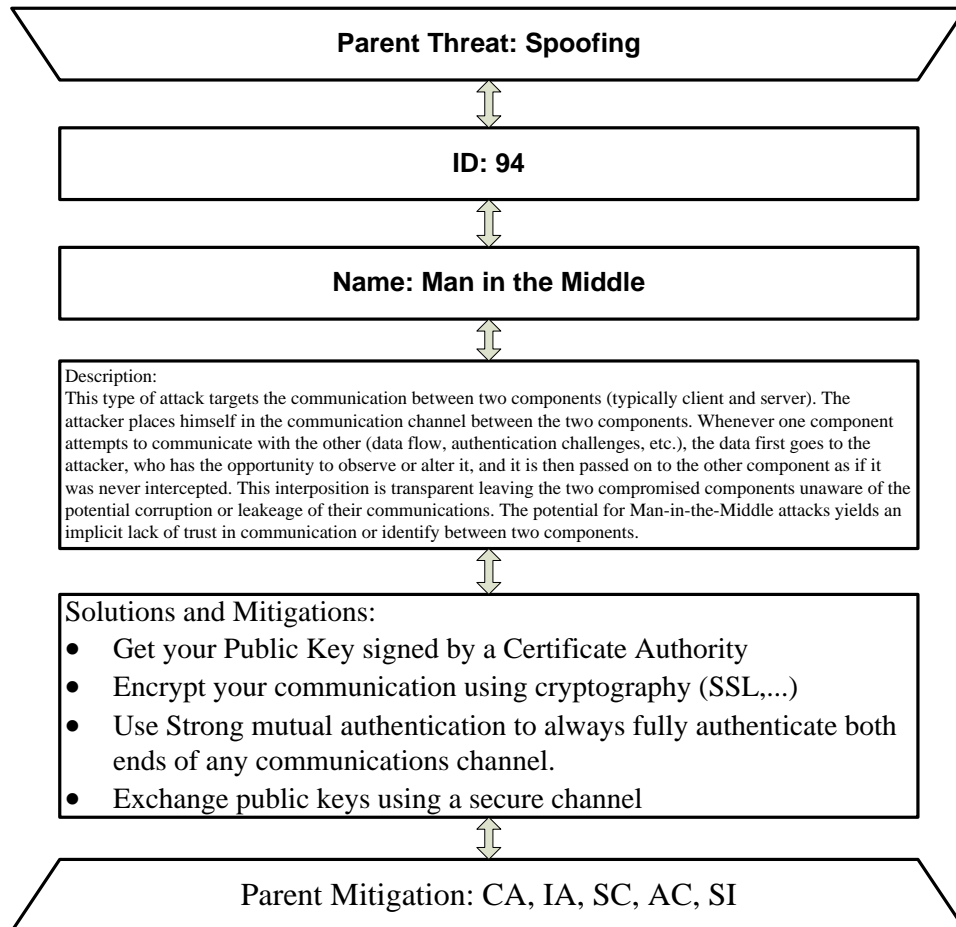 Parent Threat: Spoofing
ID: 94
Name: Man in the Middle
Description:
This type of attack targets the communication between two components (typically client and server). The
attacker places himself in the communication channel between the two components. Whenever one component
attempts to communicate with the other (data flow, authentication challenges, etc.), the data first goes to the
attacker, who has the opportunity to observe or alter it, and it is then passed on to the other component as if it
was never intercepted. This interposition is transparent leaving the two compromised components unaware of the
potential corruption or leakeage of their communications. The potential for Man-in-the-Middle attacks yields an
implicit lack of trust in communication or identify between two components.
Solutions and Mitigations:
• Get your Public Key signed by a Certificate Authority
• Encrypt your communication using cryptography (SSL,...)
• Use Strong mutual authentication to always fully authenticate both
ends of any communications channel.
• Exchange public keys using a secure channel
Parent Mitigation: CA, IA, SC, AC, SI